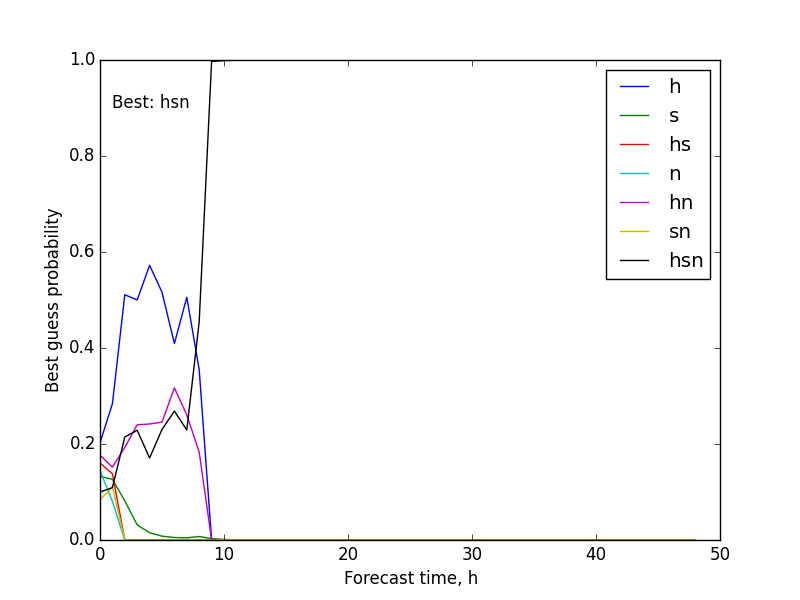 1.0
0.8
0.6
0.4
0.2
0.0
Best guess probability
Best: hsn
h
s
hs
n
hn
sn
hsn
0 10 20 30 40 50
Forecast time, h